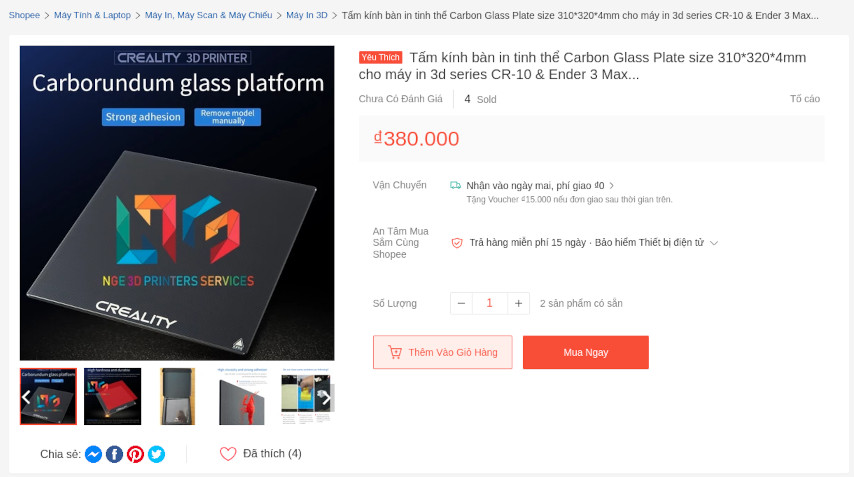 Shopee > Máy Tính & Laptop > Máy In, Máy Scan & Máy Chiếu > Máy In 3D > Tấm kính bàn in tinh thể Carbon Glass Plate size 310*320*4mm cho máy in 3d series CR-10 & Ender 3 Max...
CREALITY 3D PRINTER
Carborundum glass platform
Strong adhesion
Remove model manually
NGE 3D PRINTERS SERVICES
CREALITY
Carborundum glass platform
High hardness and durable
Chia sẻ:
Đã thích (4)
Yêu Thích
Tấm kính bàn in tinh thể Carbon Glass Plate size 310*320*4mm
cho máy in 3d series CR-10 & Ender 3 Max...
Chưa Có Đánh Giá
4 Sold
Tố cáo
₫380.000
Vận Chuyển
Nhận vào ngày mai, phí giao ₫0
Tặng Voucher ₫15.000 nếu đơn giao sau thời gian trên.
An Tâm Mua
Sắm Cùng
Shopee
Trả hàng miễn phí 15 ngày · Bảo hiểm Thiết bị điện tử
Số Lượng
− 1 +
2 sản phẩm có sẵn
Thêm Vào Giỏ Hàng
Mua Ngay